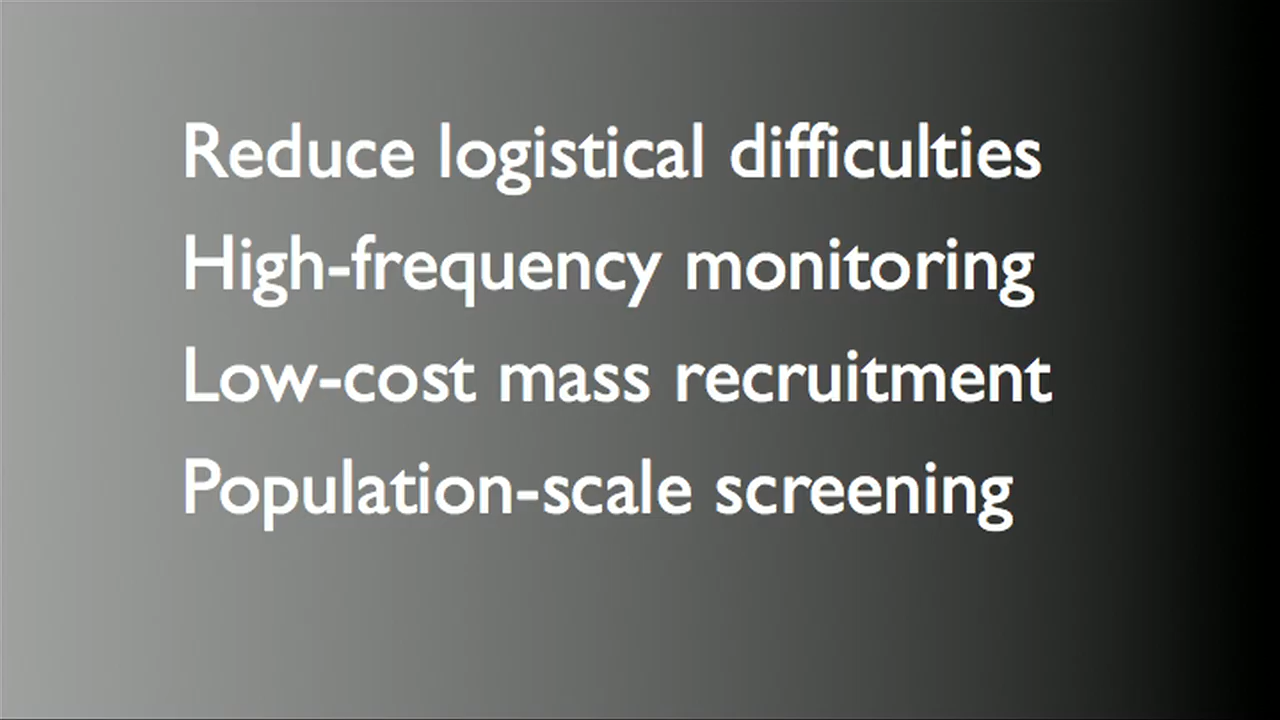 Reduce logistical difficulties
High-frequency monitoring
Low-cost mass recruitment
Population-scale screening